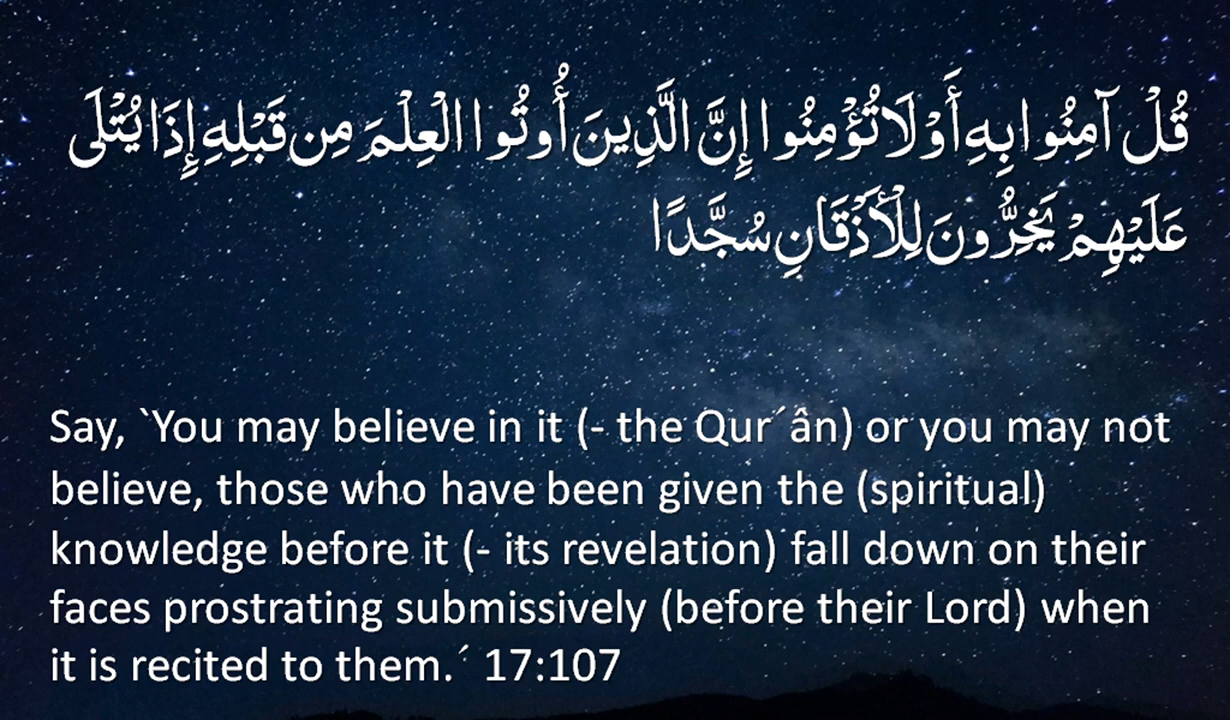 قُلْ آمِنُوا بِهِ أَوْ لَا تُؤْمِنُوا إِنَّ الَّذِينَ أُوتُوا الْعِلْمَ مِن قَبْلِهِ إِذَا يُتْلَى
عَلَيْهِمْ يَخِرُّونَ لِلْأَذْقَانِ سُجَّدًا
Say, `You may believe in it (- the Qur´ân) or you may not
believe, those who have been given the (spiritual)
knowledge before it (- its revelation) fall down on their
faces prostrating submissively (before their Lord) when
it is recited to them.´ 17:107